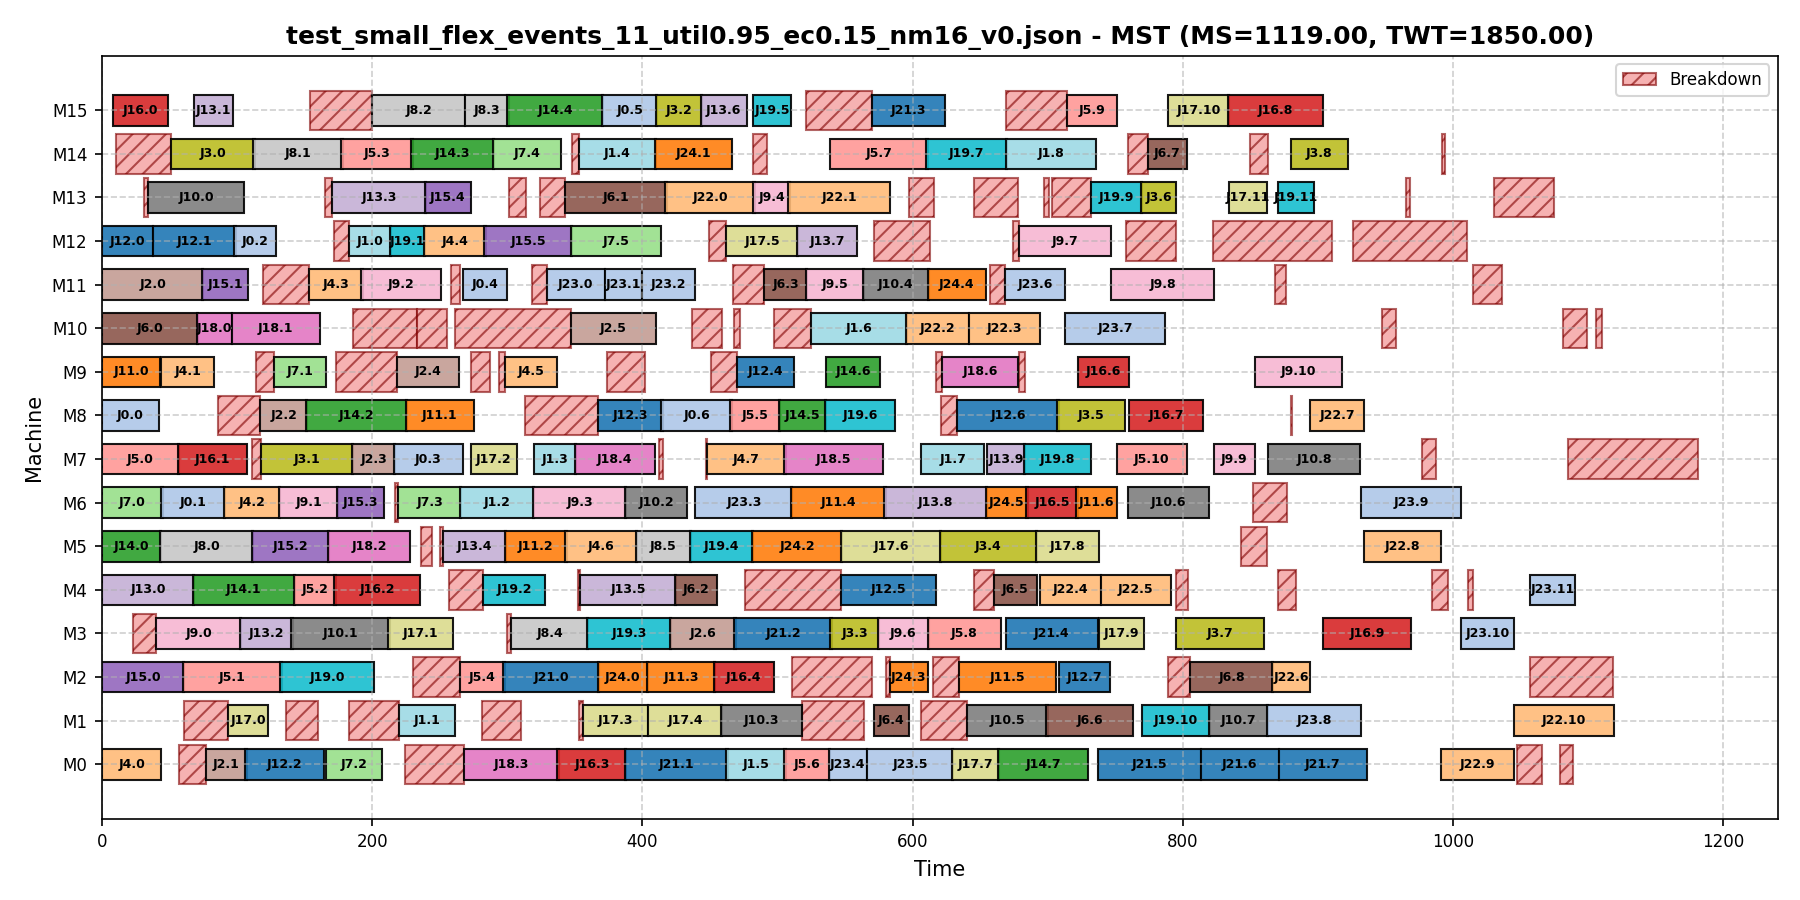 test_small_flex_events_11_util0.95_ec0.15_nm16_v0.json - MST (MS=1119.00, TWT=1850.00)
Breakdown
M15 J16.0 J13.1 J8.2 J8.3 J14.4 J0.5 J3.2 J13.6 J19.5 J21.3 J5.9 J17.10 J16.8
M14 J3.0 J8.1 J5.3 J14.3 J7.4 J1.4 J24.1 J5.7 J19.7 J1.8 J6.7 J3.8
M13 J10.0 J13.3 J15.4 J6.1 J22.0 J9.4 J22.1 J19.9 J3.6 J17.11 J19.11
M12 J12.0 J12.1 J0.2 J1.0 J19.1 J4.4 J15.5 J7.5 J17.5 J13.7 J9.7
M11 J2.0 J15.1 J4.3 J9.2 J0.4 J23.0 J23.1 J23.2 J6.3 J9.5 J10.4 J24.4 J23.6 J9.8
M10 J6.0 J18.0 J18.1 J2.5 J1.6 J22.2 J22.3 J23.7
M9 J11.0 J4.1 J7.1 J2.4 J4.5 J12.4 J14.6 J18.6 J16.6 J9.10
M8 J0.0 J2.2 J14.2 J11.1 J12.3 J0.6 J5.5 J14.5 J19.6 J12.6 J3.5 J16.7 J22.7
M7 J5.0 J16.1 J3.1 J2.3 J0.3 J17.2 J1.3 J18.4 J4.7 J18.5 J1.7 J13.9 J19.8 J5.10 J9.9 J10.8
M6 J7.0 J0.1 J4.2 J9.1 J15.3 J7.3 J1.2 J9.3 J10.2 J23.3 J11.4 J13.8 J24.5 J16.5 J11.6 J10.6 J23.9
M5 J14.0 J8.0 J15.2 J18.2 J13.4 J11.2 J4.6 J8.5 J19.4 J24.2 J17.6 J3.4 J17.8 J22.8
M4 J13.0 J14.1 J5.2 J16.2 J19.2 J13.5 J6.2 J12.5 J6.5 J22.4 J22.5 J23.11
M3 J9.0 J13.2 J10.1 J17.1 J8.4 J19.3 J2.6 J21.2 J3.3 J9.6 J5.8 J21.4 J17.9 J3.7 J16.9 J23.10
M2 J15.0 J5.1 J19.0 J5.4 J21.0 J24.0 J11.3 J16.4 J24.3 J11.5 J12.7 J6.8 J22.6
M1 J17.0 J1.1 J17.3 J17.4 J10.3 J6.4 J10.5 J6.6 J19.10 J10.7 J23.8 J22.10
M0 J4.0 J2.1 J12.2 J7.2 J18.3 J16.3 J21.1 J1.5 J5.6 J23.4 J23.5 J17.7 J14.7 J21.5 J21.6 J21.7 J22.9
0 200 400 600 800 1000 1200
Time
Machine